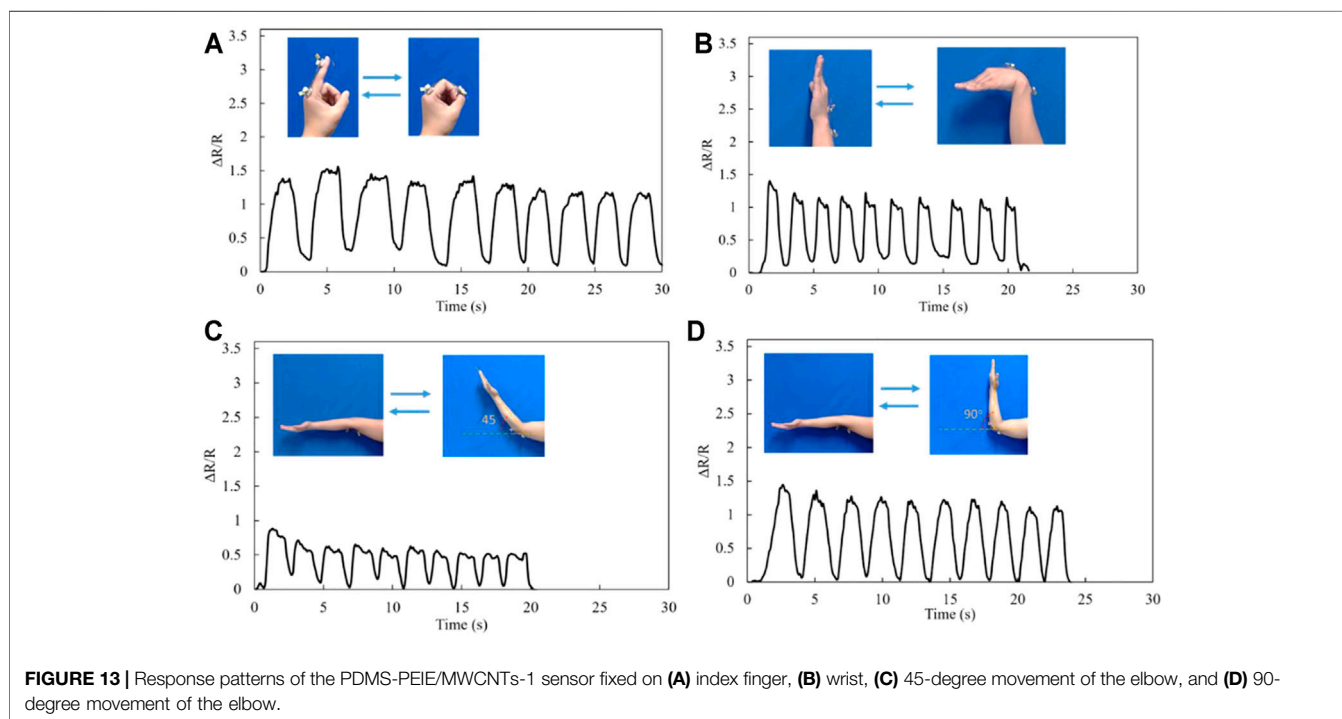 A
3.5
3
2.5
2
1.5
1
0.5
0
ΔR/R
0 5 10 15 20 25 30
Time (s)
B
3.5
3
2.5
2
1.5
1
0.5
0
ΔR/R
0 5 10 15 20 25 30
Time (s)
C
3.5
3
2.5
2
1.5
1
0.5
0
ΔR/R
45
0 5 10 15 20 25 30
Time (s)
D
3.5
3
2.5
2
1.5
1
0.5
0
ΔR/R
90°
0 5 10 15 20 25 30
Time (s)
FIGURE 13 | Response patterns of the PDMS-PEIE/MWCNTs-1 sensor fixed on (A) index finger, (B) wrist, (C) 45-degree movement of the elbow, and (D) 90-
degree movement of the elbow.